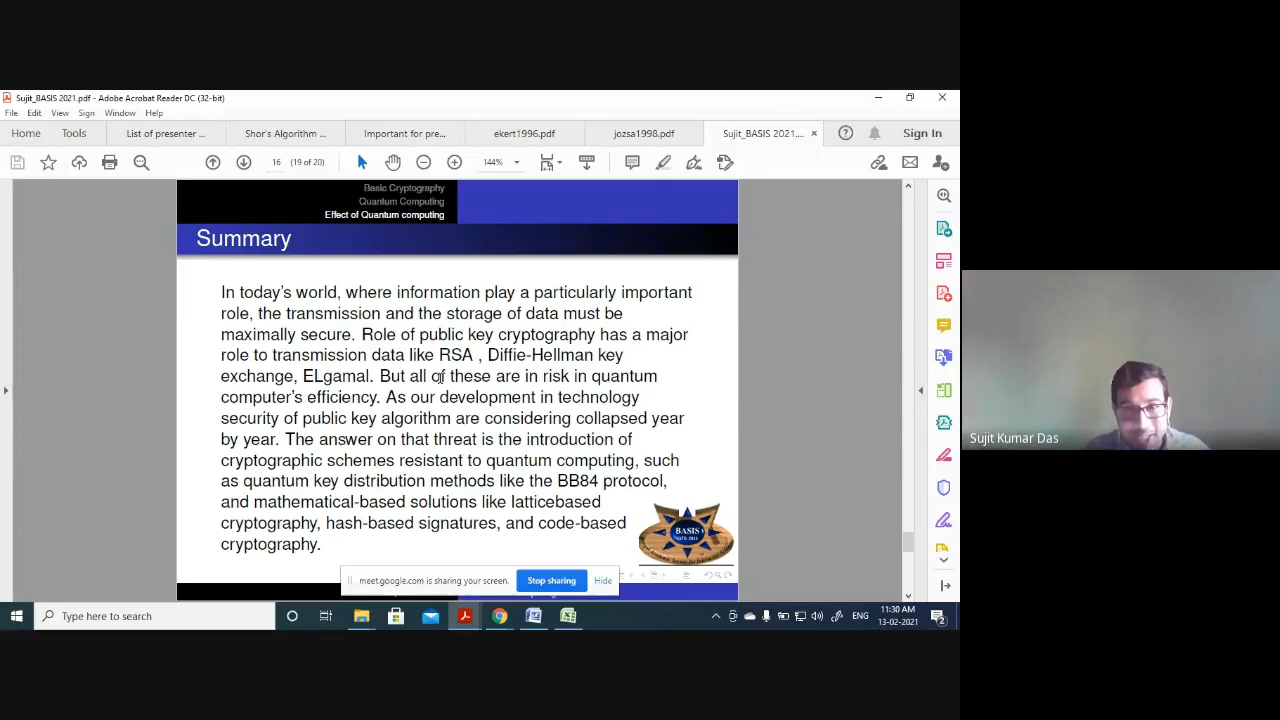 Sujit_BASIS 2021.pdf - Adobe Acrobat Reader DC (32-bit)
File Edit View Sign Window Help
Home Tools List of presenter ... Shor's Algorithm ... Important for pre... ekert1996.pdf jozsa1998.pdf Sujit_BASIS 2021.... Sign In
16 (19 of 20) 144%
Basic Cryptography
Quantum Computing
Effect of Quantum computing
Summary
In today's world, where information play a particularly important
role, the transmission and the storage of data must be
maximally secure. Role of public key cryptography has a major
role to transmission data like RSA , Diffie-Hellman key
exchange, ELgamal. But all of these are in risk in quantum
computer's efficiency. As our development in technology
security of public key algorithm are considering collapsed year
by year. The answer on that threat is the introduction of
cryptographic schemes resistant to quantum computing, such
as quantum key distribution methods like the BB84 protocol,
and mathematical-based solutions like latticebased
cryptography, hash-based signatures, and code-based
cryptography.
BASIS
meet.google.com is sharing your screen. Stop sharing Hide
Sujit Kumar Das
Type here to search
ENG
11:30 AM
13-02-2021
2